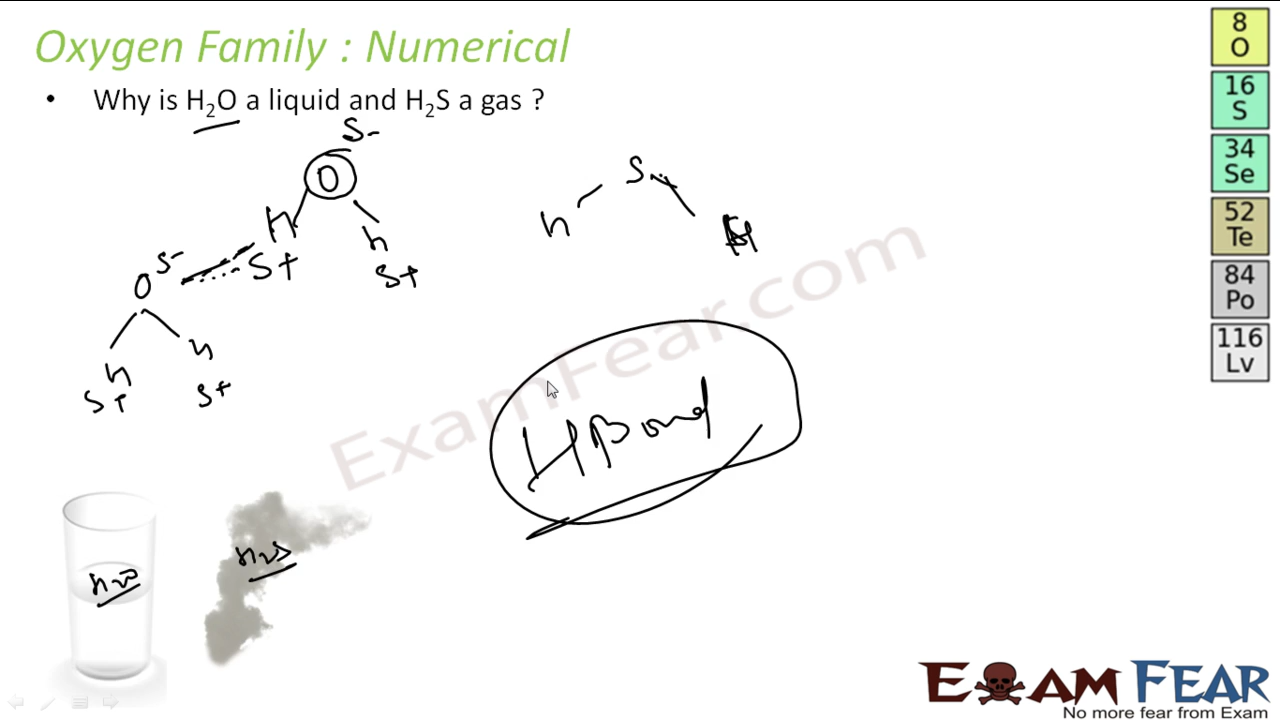 Oxygen Family : Numerical
• Why is H₂O a liquid and H₂S a gas ?
S-
O
H
S+
h
S+
O
S-
h
S+
h
S+
S
h
H
H Bond
h₂o
H₂S
ExamFear.com
8
O
16
S
34
Se
52
Te
84
Po
116
Lv
EXAM FEAR
No more fear from Exam